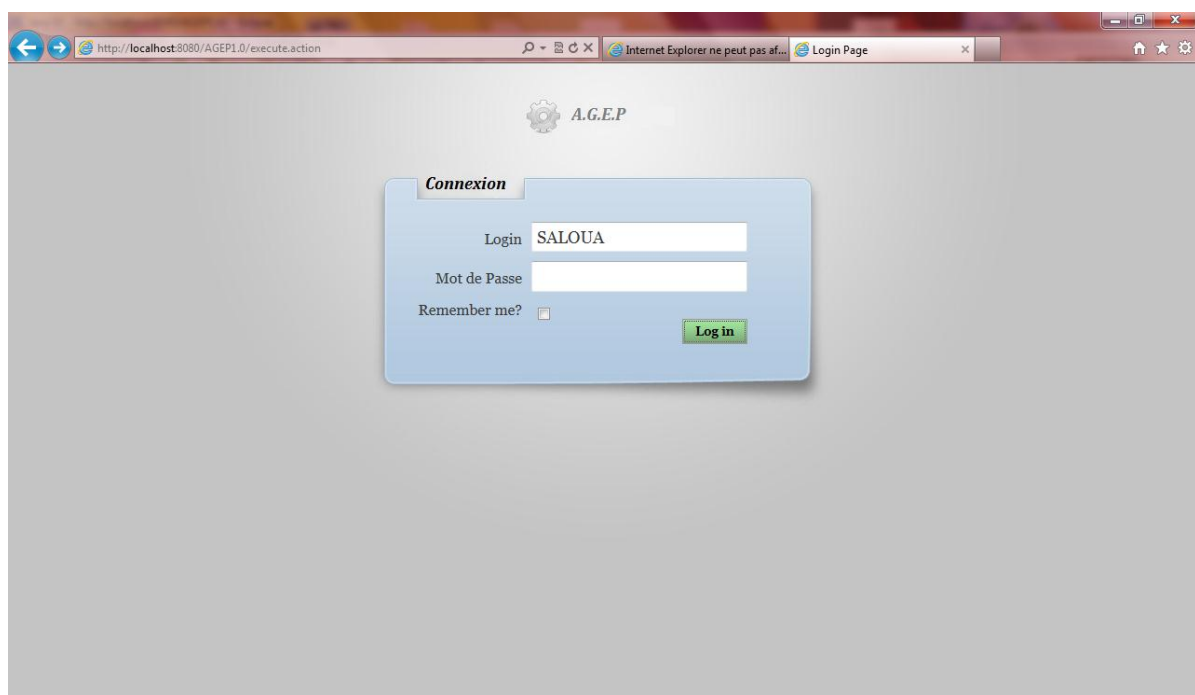 http://localhost:8080/AGEP1.0/execute.action
Internet Explorer ne peut pas af...
Login Page
A.G.E.P
Connexion
Login SALOUA
Mot de Passe
Remember me?
Log in